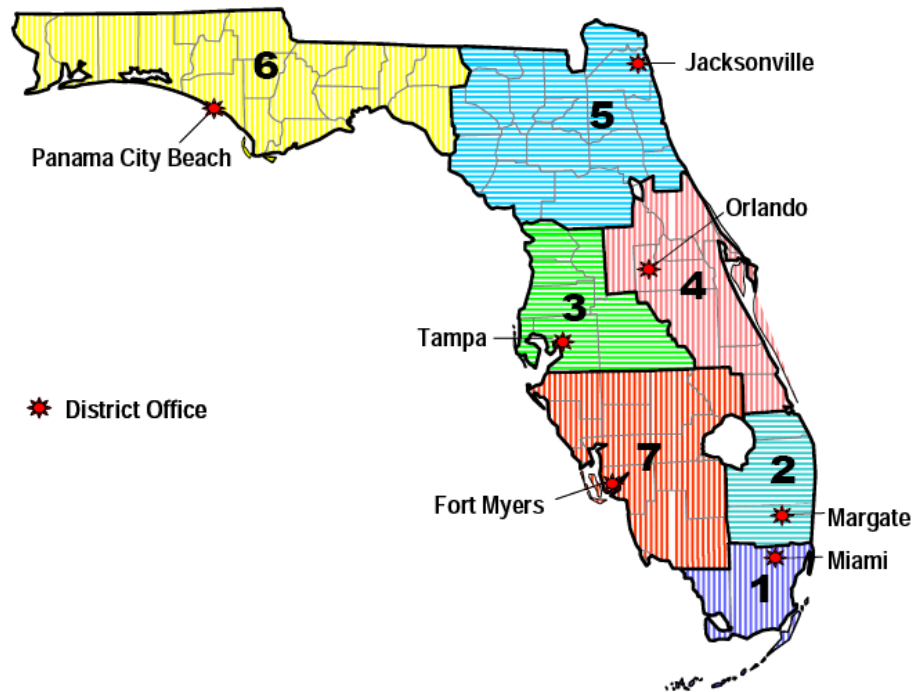 6
Jacksonville
5
Panama City Beach
Orlando
4
3
Tampa
District Office
7
2
Fort Myers
Margate
Miami
1